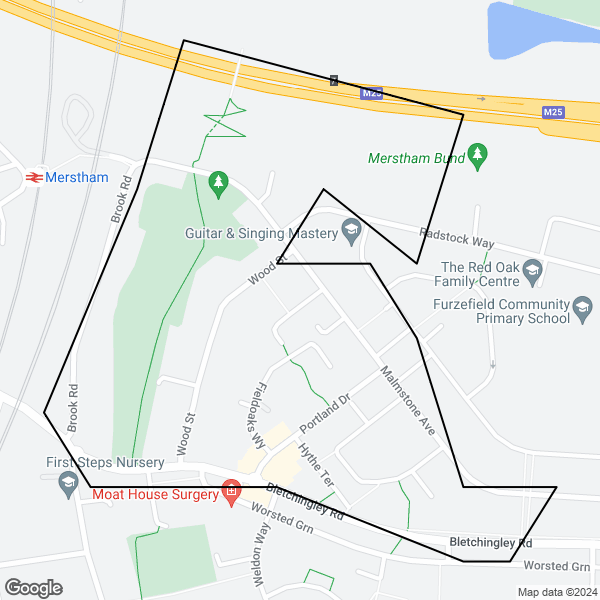 M25
M25
Merstham Bund
Merstham
Brook Rd
Guitar & Singing Mastery
Radstock Way
Wood St
The Red Oak
Family Centre
Furzefield Community
Primary School
Brook Rd
Fieldoaks Wy
Malmstone Ave
Portland Dr
Wood St
Hythe Ter
First Steps Nursery
Moat House Surgery
Bletchingley Rd
Worsted Grn
Weldon Way
Bletchingley Rd
Worsted Grn
Google
Map data ©2024